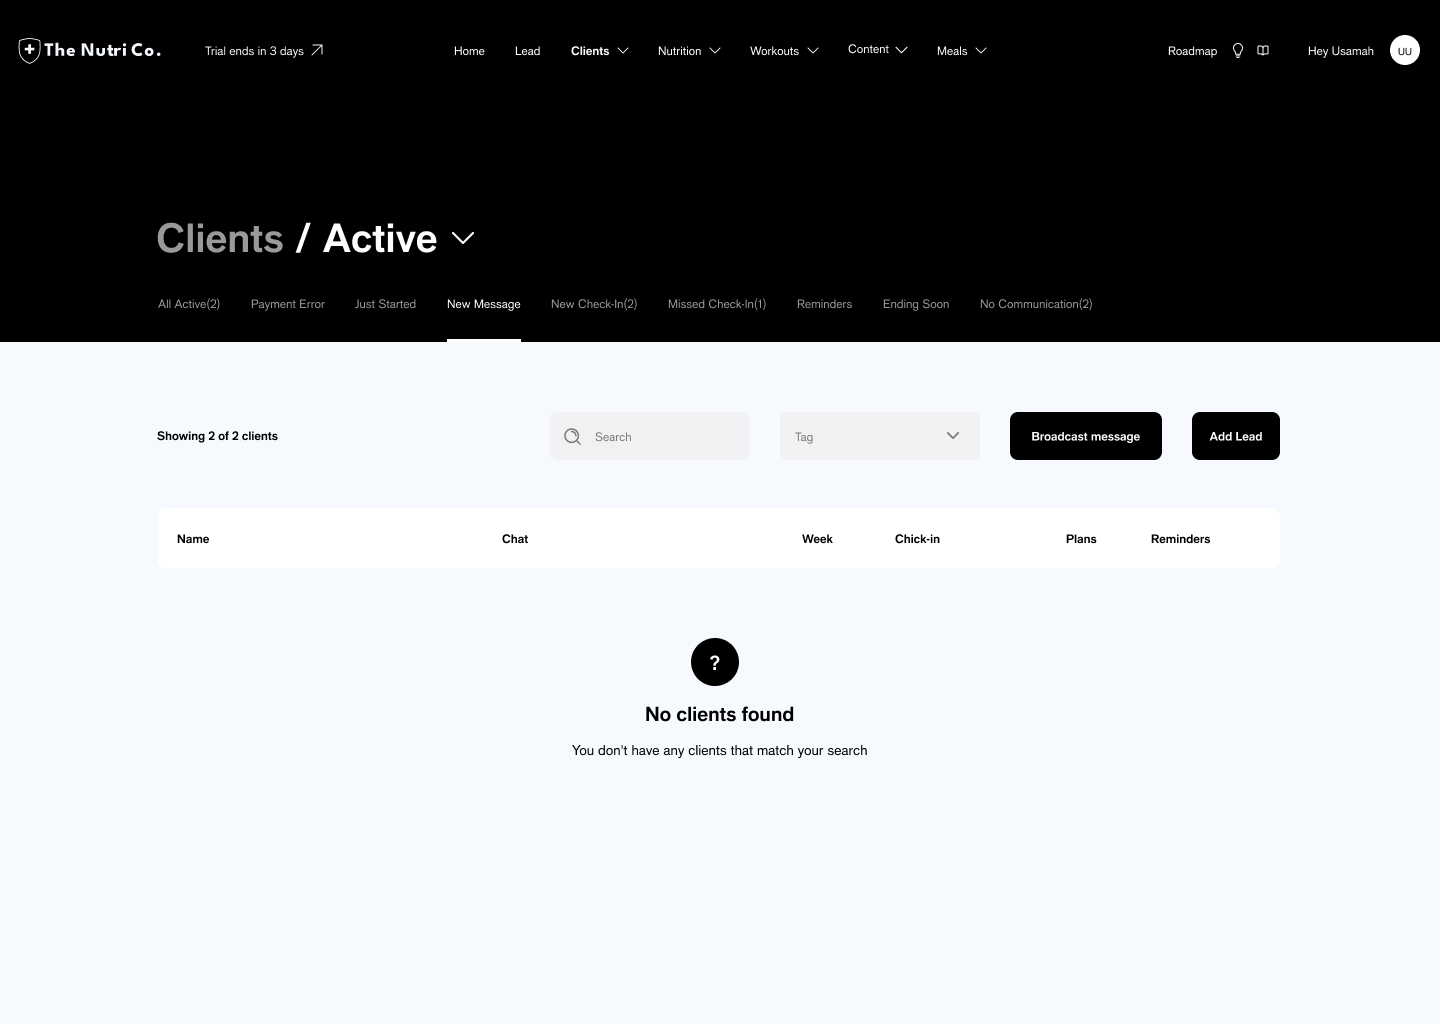 The Nutri Co.
Trial ends in 3 days
Home
Lead
Clients
Nutrition
Workouts
Content
Meals
Roadmap
Hey Usamah
UU
Clients / Active
All Active(2)
Payment Error
Just Started
New Message
New Check-In(2)
Missed Check-In(1)
Reminders
Ending Soon
No Communication(2)
Showing 2 of 2 clients
Search
Tag
Broadcast message
Add Lead
Name
Chat
Week
Chick-in
Plans
Reminders
?
No clients found
You don't have any clients that match your search